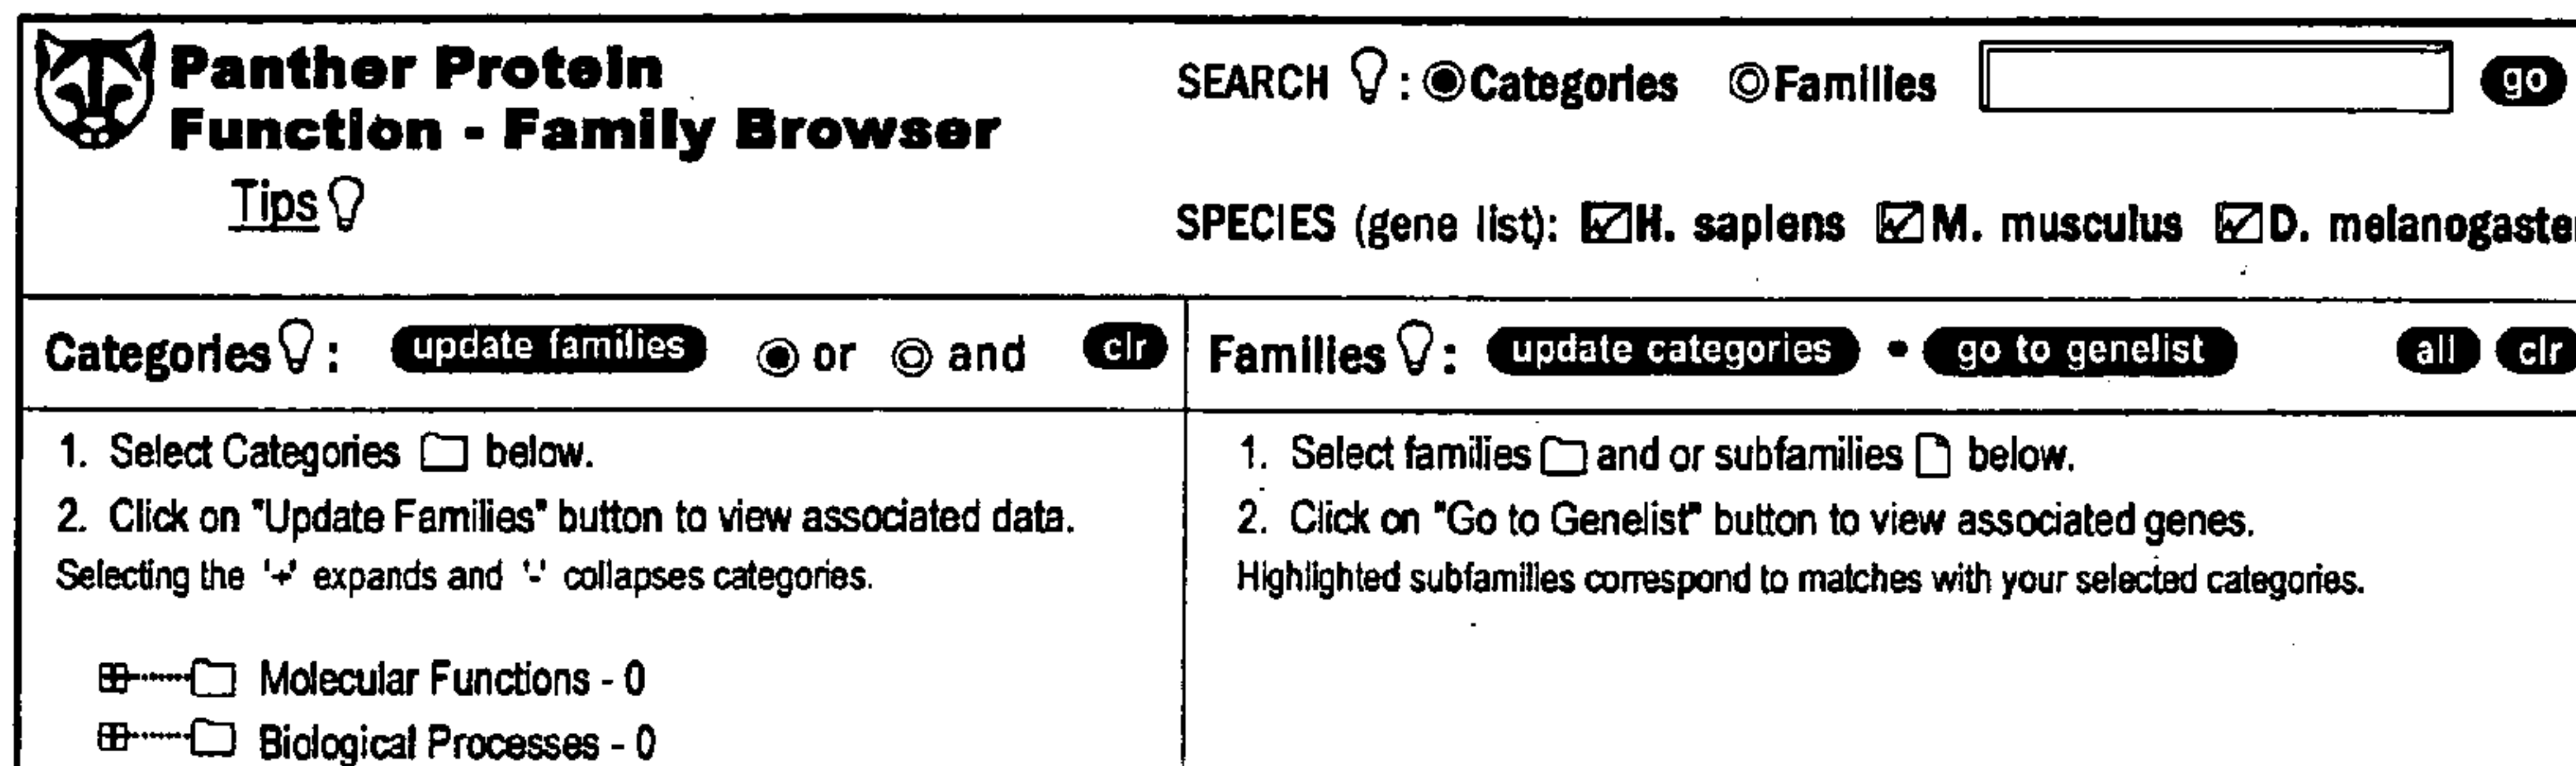 Panther Protein
Function - Family Browser
Tips
SEARCH : Categories Families go
SPECIES (gene list): H. sapiens M. musculus D. melanogaster
Categories : update families or and clr
Families : update categories • go to genelist all clr
1. Select Categories below.
2. Click on "Update Families" button to view associated data.
Selecting the '+' expands and '-' collapses categories.
Molecular Functions - 0
Biological Processes - 0
1. Select families and or subfamilies below.
2. Click on "Go to Genelist" button to view associated genes.
Highlighted subfamilies correspond to matches with your selected categories.